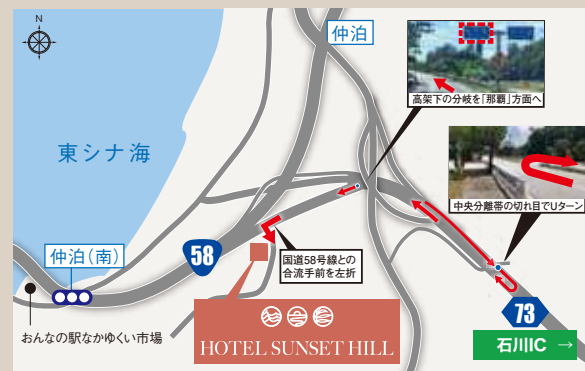 N
仲泊
高架下の分岐を「那覇」方面へ
東シナ海
中央分離帯の切れ目でUターン
仲泊(南)
58
国道58号線との
合流手前を左折
おんなの駅なかゆくい市場
HOTEL SUNSET HILL
73
石川IC →